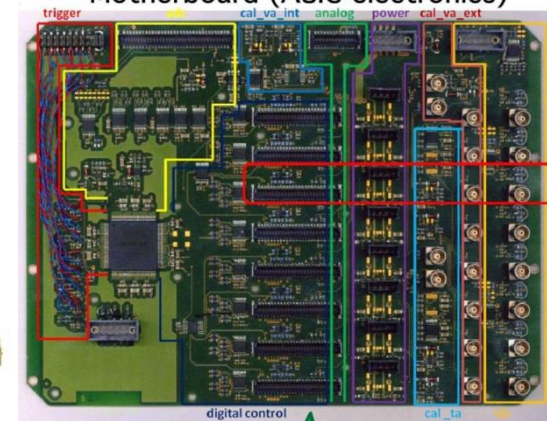 Motherboard (ASIC electronics)
trigger
cal_va_int
analog
power
cal_va_ext
digital control
cal_ta